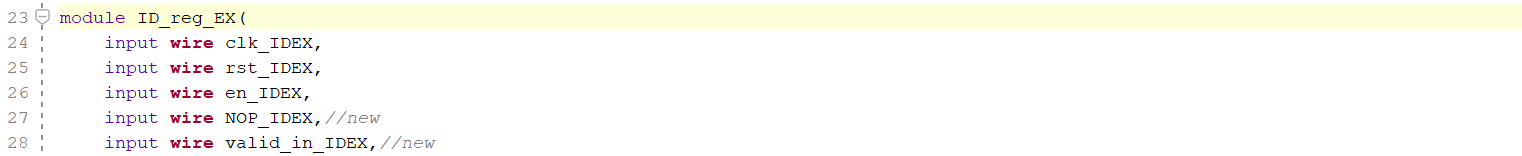 23 module ID_reg_EX(
24 input wire clk_IDEX,
25 input wire rst_IDEX,
26 input wire en_IDEX,
27 input wire NOP_IDEX,//new
28 input wire valid_in_IDEX,//new